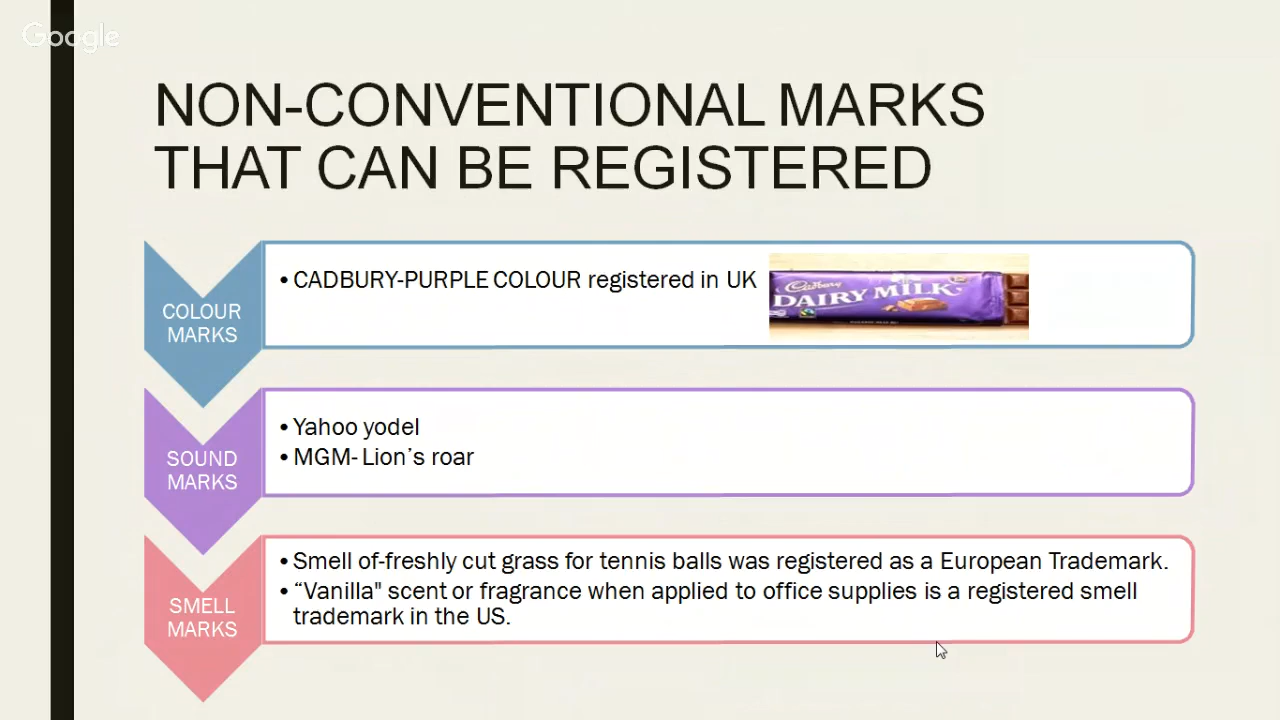 Google
NON-CONVENTIONAL MARKS
THAT CAN BE REGISTERED
COLOUR
MARKS
• CADBURY-PURPLE COLOUR registered in UK
Cadbury
DAIRY MILK
SOUND
MARKS
• Yahoo yodel
• MGM- Lion’s roar
SMELL
MARKS
• Smell of-freshly cut grass for tennis balls was registered as a European Trademark.
• “Vanilla" scent or fragrance when applied to office supplies is a registered smell
trademark in the US.